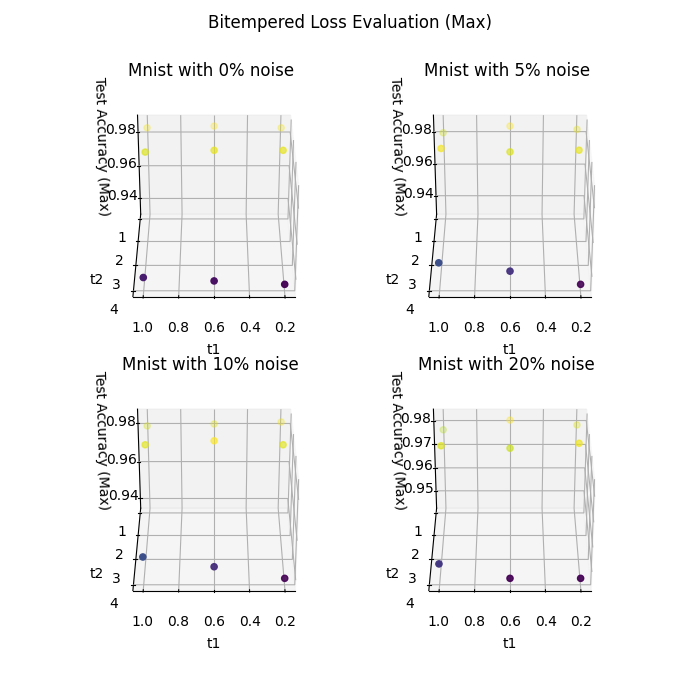 Bitempered Loss Evaluation (Max)
Mnist with 0% noise
Test Accuracy (Max)
0.98
0.96
0.94
1
2
3
4
t2
1.0 0.8 0.6 0.4 0.2
t1
Mnist with 5% noise
Test Accuracy (Max)
0.98
0.96
0.94
1
2
3
4
t2
1.0 0.8 0.6 0.4 0.2
t1
Mnist with 10% noise
Test Accuracy (Max)
0.98
0.96
0.94
1
2
3
4
t2
1.0 0.8 0.6 0.4 0.2
t1
Mnist with 20% noise
Test Accuracy (Max)
0.98
0.97
0.96
0.95
1
2
3
4
t2
1.0 0.8 0.6 0.4 0.2
t1